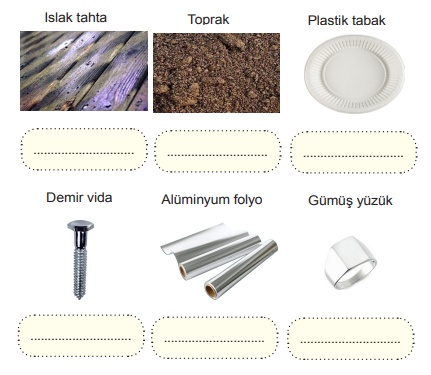 Islak tahta
Toprak
Plastik tabak
Demir vida
Alüminyum folyo
Gümüş yüzük